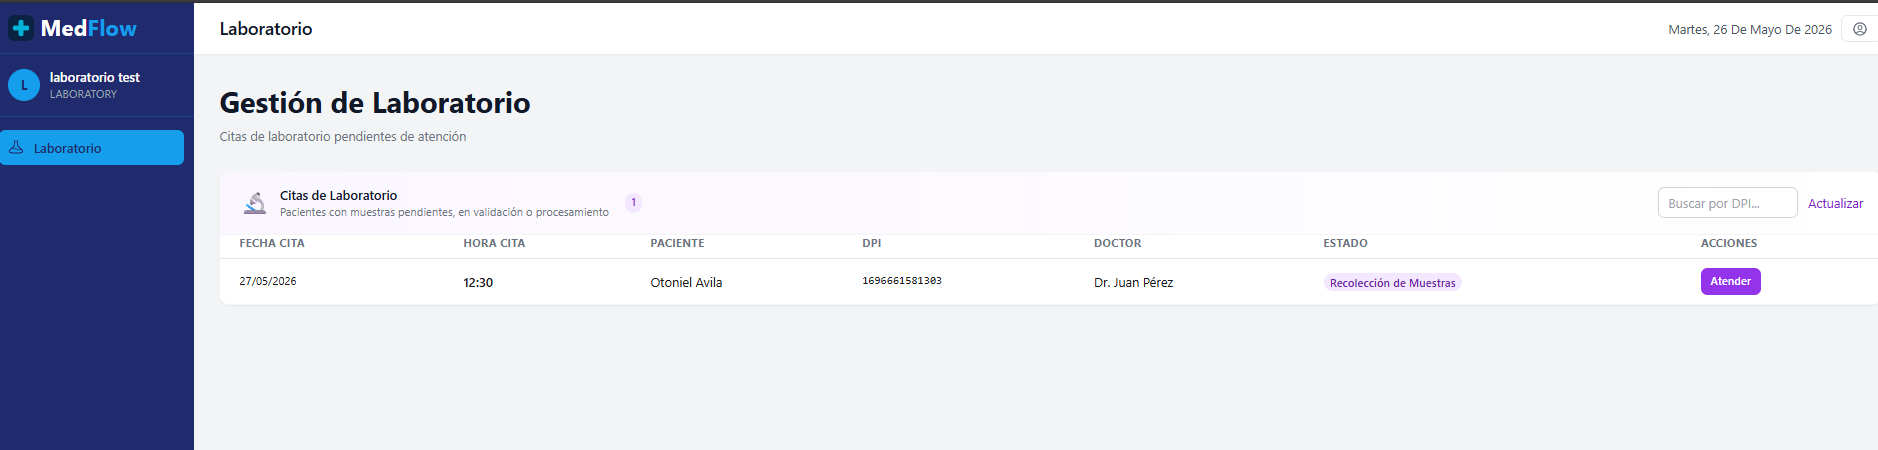 MedFlow
L
laboratorio test
LABORATORY
Laboratorio
Laboratorio
Martes, 26 De Mayo De 2026
Gestión de Laboratorio
Citas de laboratorio pendientes de atención
Citas de Laboratorio
Pacientes con muestras pendientes, en validación o procesamiento
1
Buscar por DPI...
Actualizar
FECHA CITA HORA CITA PACIENTE DPI DOCTOR ESTADO ACCIONES
27/05/2026 12:30 Otoniel Avila 1696661581303 Dr. Juan Pérez Recolección de Muestras Atender